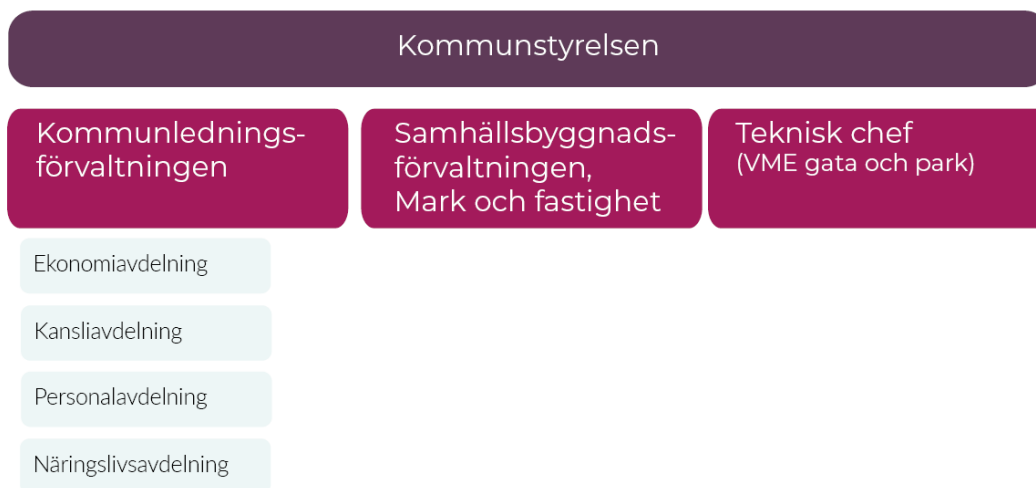 Kommunstyrelsen
Kommunlednings-
förvaltningen
Samhällsbyggnads-
förvaltningen,
Mark och fastighet
Teknisk chef
(VME gata och park)
Ekonomiavdelning
Kansliavdelning
Personalavdelning
Näringslivsavdelning